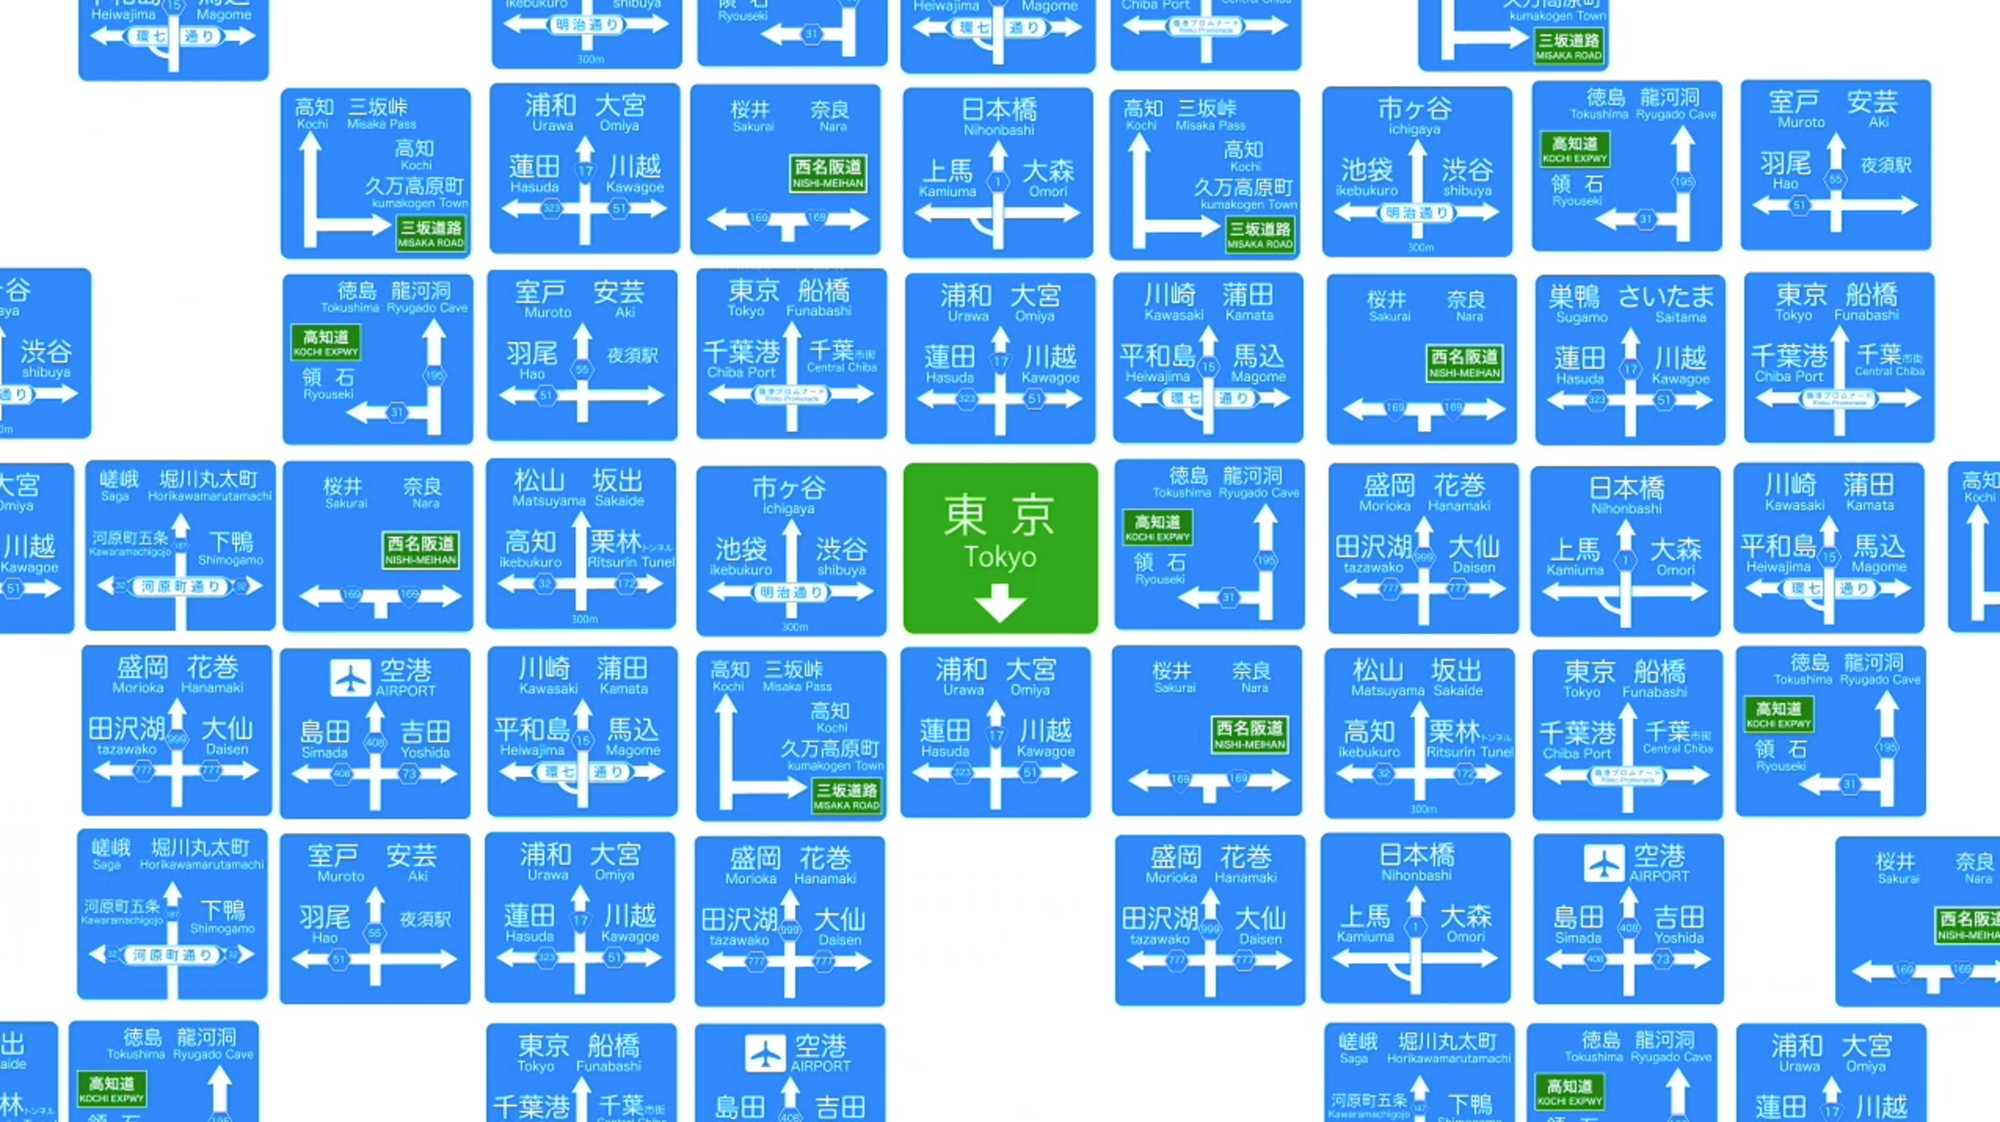 平和島 15 馬込
Heiwajima Magome
環七 通り
ikebukuro shibuya
明治通り
300m
領 石
Ryouseki
31
Heiwajima Magome
環七 通り
Chiba Port Central Chiba
臨港プロムナード
Rinko Promenade
久万高原町
kumakogen Town
三坂道路
MISAKA ROAD
高知 三坂峠
Kochi Misaka Pass
高知
Kochi
久万高原町
kumakogen Town
三坂道路
MISAKA ROAD
浦和 大宮
Urawa Omiya
蓮田 17 川越
Hasuda Kawagoe
323 51
桜井 奈良
Sakurai Nara
西名阪道
NISHI-MEIHAN
169 169
日本橋
Nihonbashi
上馬 1 大森
Kamiuma Omori
高知 三坂峠
Kochi Misaka Pass
高知
Kochi
久万高原町
kumakogen Town
三坂道路
MISAKA ROAD
市ヶ谷
ichigaya
池袋 渋谷
ikebukuro shibuya
明治通り
300m
徳島 龍河洞
Tokushima Ryugado Cave
高知道
KOCHI EXPWY
領 石 195
Ryouseki
31
室戸 安芸
Muroto Aki
羽尾 55 夜須駅
Hao
51
谷
渋谷
shibuya
通り
徳島 龍河洞
Tokushima Ryugado Cave
高知道
KOCHI EXPWY
領 石 195
Ryouseki
31
室戸 安芸
Muroto Aki
羽尾 55 夜須駅
Hao
51
東京 船橋
Tokyo Funabashi
千葉港 千葉市街
Chiba Port Central Chiba
臨港プロムナード
Rinko Promenade
浦和 大宮
Urawa Omiya
蓮田 17 川越
Hasuda Kawagoe
323 51
川崎 蒲田
Kawasaki Kamata
平和島 15 馬込
Heiwajima Magome
環七 通り
桜井 奈良
Sakurai Nara
西名阪道
NISHI-MEIHAN
169 169
巣鴨 さいたま
Sugamo Saitama
蓮田 17 川越
Hasuda Kawagoe
323 51
東京 船橋
Tokyo Funabashi
千葉港 千葉市街
Chiba Port Central Chiba
臨港プロムナード
Rinko Promenade
大宮
Omiya
川越
Kawagoe
51
嵯峨 堀川丸太町
Saga Horikawamarutamachi
河原町五条 187 下鴨
Kawaramachigojo Shimogamo
32 河原町通り 32
桜井 奈良
Sakurai Nara
西名阪道
NISHI-MEIHAN
169 169
松山 坂出
Matsuyama Sakaide
高知 栗林トンネル
ikebukuro Ritsurin Tunel
32 172
300m
市ヶ谷
ichigaya
池袋 渋谷
ikebukuro shibuya
明治通り
300m
東京
Tokyo
徳島 龍河洞
Tokushima Ryugado Cave
高知道
KOCHI EXPWY
領 石 195
Ryouseki
31
盛岡 花巻
Morioka Hanamaki
田沢湖 999 大仙
tazawako Daisen
777 777
日本橋
Nihonbashi
上馬 1 大森
Kamiuma Omori
川崎 蒲田
Kawasaki Kamata
平和島 15 馬込
Heiwajima Magome
環七 通り
高知
Kochi
盛岡 花巻
Morioka Hanamaki
田沢湖 999 大仙
tazawako Daisen
777 777
空港
AIRPORT
島田 408 吉田
Simada Yoshida
408 73
川崎 蒲田
Kawasaki Kamata
平和島 15 馬込
Heiwajima Magome
環七 通り
高知 三坂峠
Kochi Misaka Pass
高知
Kochi
久万高原町
kumakogen Town
三坂道路
MISAKA ROAD
浦和 大宮
Urawa Omiya
蓮田 17 川越
Hasuda Kawagoe
323 51
桜井 奈良
Sakurai Nara
西名阪道
NISHI-MEIHAN
169 169
松山 坂出
Matsuyama Sakaide
高知 栗林トンネル
ikebukuro Ritsurin Tunel
32 172
300m
東京 船橋
Tokyo Funabashi
千葉港 千葉市街
Chiba Port Central Chiba
臨港プロムナード
Rinko Promenade
徳島 龍河洞
Tokushima Ryugado Cave
高知道
KOCHI EXPWY
領 石 195
Ryouseki
31
嵯峨 堀川丸太町
Saga Horikawamarutamachi
河原町五条 187 下鴨
Kawaramachigojo Shimogamo
32 河原町通り 32
室戸 安芸
Muroto Aki
羽尾 55 夜須駅
Hao
51
浦和 大宮
Urawa Omiya
蓮田 17 川越
Hasuda Kawagoe
323 51
盛岡 花巻
Morioka Hanamaki
田沢湖 999 大仙
tazawako Daisen
777 777
盛岡 花巻
Morioka Hanamaki
田沢湖 999 大仙
tazawako Daisen
777 777
日本橋
Nihonbashi
上馬 1 大森
Kamiuma Omori
空港
AIRPORT
島田 408 吉田
Simada Yoshida
408 73
桜井 奈良
Sakurai Nara
西名阪道
NISHI-MEIHAN
169 169
出
aide
林トンネル
徳島 龍河洞
Tokushima Ryugado Cave
高知道
KOCHI EXPWY
東京 船橋
Tokyo Funabashi
千葉港 千葉市街
空港
AIRPORT
島田 408 吉田
嵯峨 堀川丸太町
Saga Horikawamarutamachi
河原町五条 187 下鴨
Kawaramachigojo Shimogamo
徳島 龍河洞
Tokushima Ryugado Cave
高知道
KOCHI EXPWY
浦和 大宮
Urawa Omiya
蓮田 17 川越